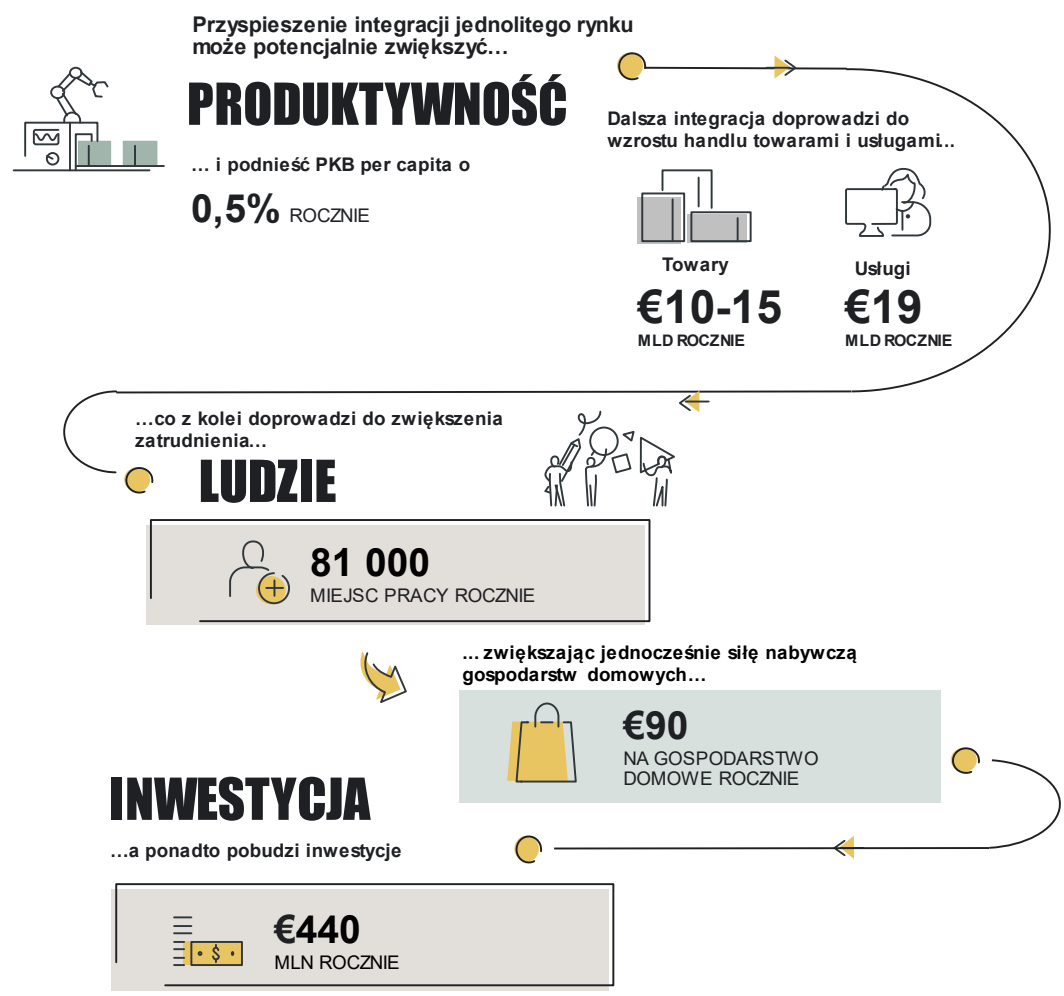 Przyspieszenie integracji jednolitego rynku
może potencjalnie zwiększyć…
PRODUKTYWNOŚĆ
… i podnieść PKB per capita o
0,5% ROCZNIE
Dalsza integracja doprowadzi do
wzrostu handlu towarami i usługami...
Towary
€10-15
MLD ROCZNIE
Usługi
€19
MLD ROCZNIE
…co z kolei doprowadzi do zwiększenia
zatrudnienia…
LUDZIE
81 000
MIEJSC PRACY ROCZNIE
… zwiększając jednocześnie siłę nabywczą
gospodarstw domowych…
€90
NA GOSPODARSTWO
DOMOWE ROCZNIE
INWESTYCJA
…a ponadto pobudzi inwestycje
$
€440
MLN ROCZNIE